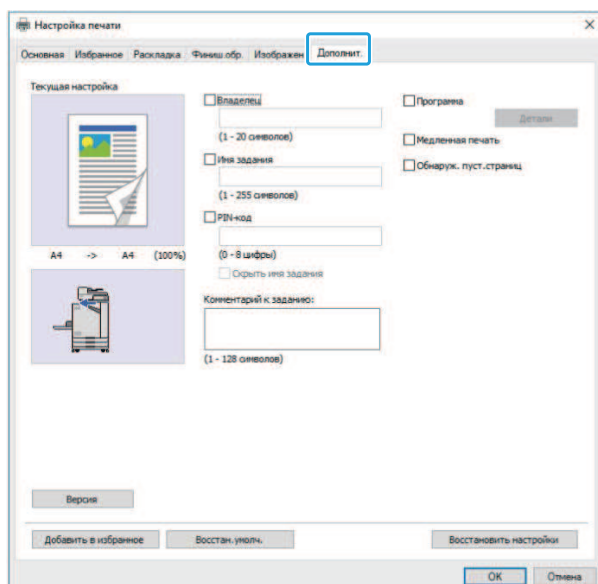 Настройка печати
Основная Избранное Раскладка Финиш.обр. Изображен Дополнит.
Текущая настройка
A4 -> A4 (100%)
Версия
Владелец
(1 - 20 символов)
Имя задания
(1 - 255 символов)
PIN-код
(0 - 8 цифры)
Скрыть имя задания
Комментарий к заданию:
(1 - 128 символов)
Программа
Детали
Медленная печать
Обнаруж. пуст.страниц
Добавить в избранное Восстан.умолч. Восстановить настройки
OK Отмена